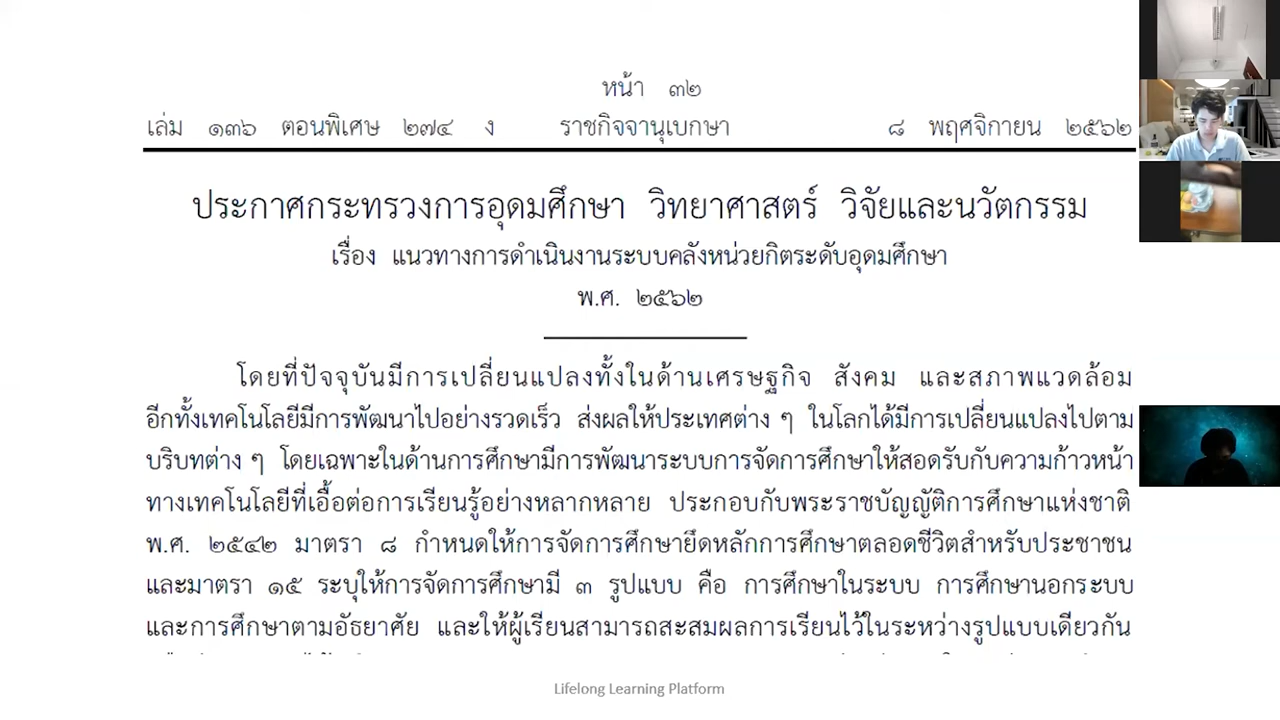 หน้า ๓๒
เล่ม ๑๓๖ ตอนพิเศษ ๒๗๔ ง ราชกิจจานุเบกษา ๘ พฤศจิกายน ๒๕๖๒
ประกาศกระทรวงการอุดมศึกษา วิทยาศาสตร์ วิจัยและนวัตกรรม
เรื่อง แนวทางการดำเนินงานระบบคลังหน่วยกิตระดับอุดมศึกษา
พ.ศ. ๒๕๖๒
โดยที่ปัจจุบันมีการเปลี่ยนแปลงทั้งในด้านเศรษฐกิจ สังคม และสภาพแวดล้อม
อีกทั้งเทคโนโลยีมีการพัฒนาไปอย่างรวดเร็ว ส่งผลให้ประเทศต่าง ๆ ในโลกได้มีการเปลี่ยนแปลงไปตาม
บริบทต่าง ๆ โดยเฉพาะในด้านการศึกษามีการพัฒนาระบบการจัดการศึกษาให้สอดรับกับความก้าวหน้า
ทางเทคโนโลยีที่เอื้อต่อการเรียนรู้อย่างหลากหลาย ประกอบกับพระราชบัญญัติการศึกษาแห่งชาติ
พ.ศ. ๒๕๔๒ มาตรา ๘ กำหนดให้การจัดการศึกษายึดหลักการศึกษาตลอดชีวิตสำหรับประชาชน
และมาตรา ๑๕ ระบุให้การจัดการศึกษามี ๓ รูปแบบ คือ การศึกษาในระบบ การศึกษานอกระบบ
และการศึกษาตามอัธยาศัย และให้ผู้เรียนสามารถสะสมผลการเรียนไว้ในระหว่างรูปแบบเดียวกัน
Lifelong Learning Platform